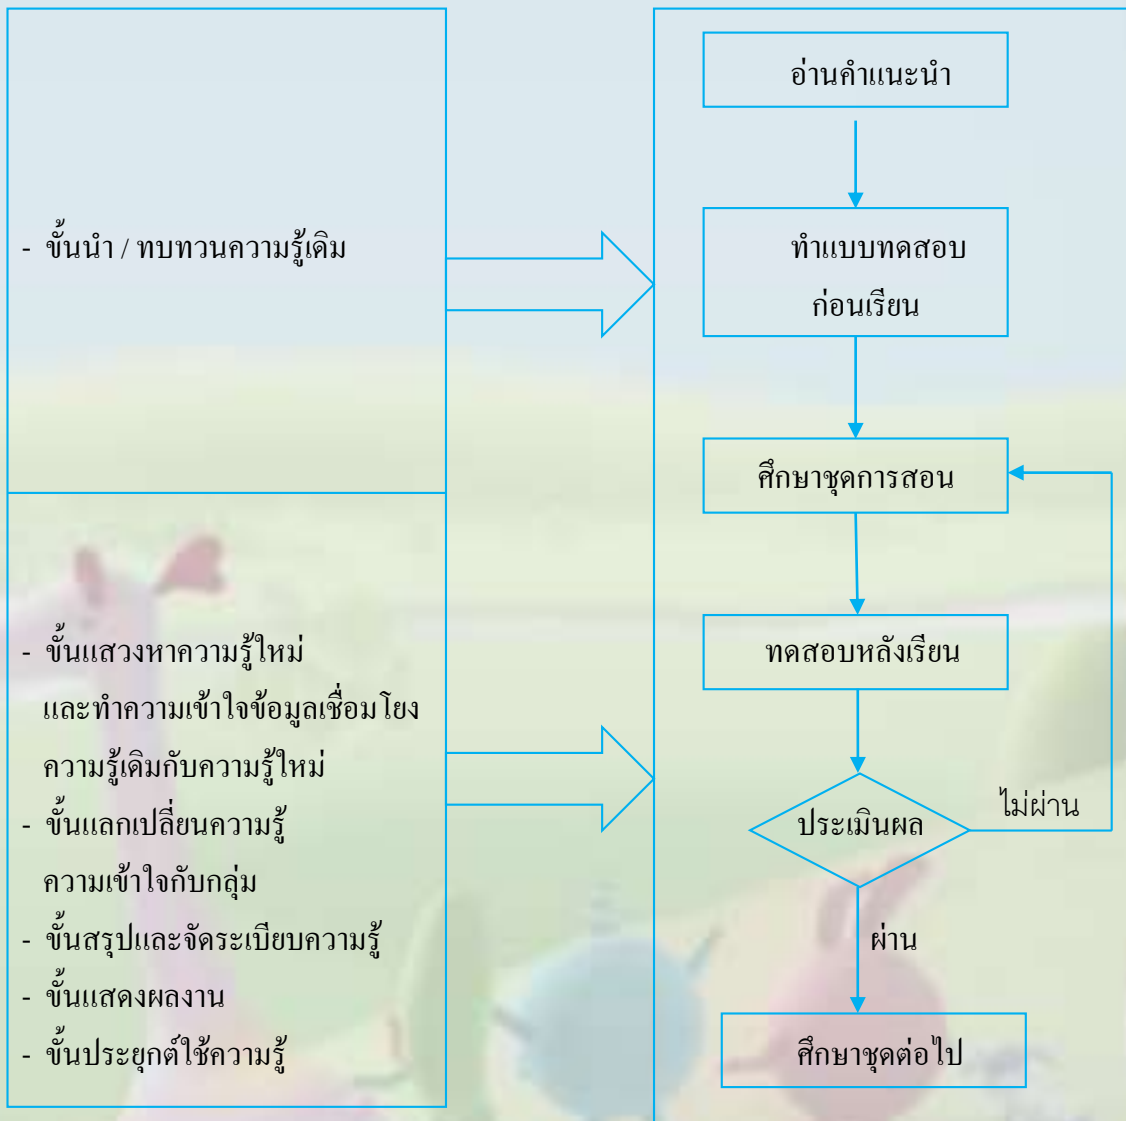 - ขั้นนำ / ทบทวนความรู้เดิม
- ขั้นแสวงหาความรู้ใหม่
และทำความเข้าใจข้อมูลเชื่อมโยง
ความรู้เดิมกับความรู้ใหม่
- ขั้นแลกเปลี่ยนความรู้
ความเข้าใจกับกลุ่ม
- ขั้นสรุปและจัดระเบียบความรู้
- ขั้นแสดงผลงาน
- ขั้นประยุกต์ใช้ความรู้
อ่านคำแนะนำ
ทำแบบทดสอบ
ก่อนเรียน
ศึกษาชุดการสอน
ทดสอบหลังเรียน
ประเมินผล
ไม่ผ่าน
ผ่าน
ศึกษาชุดต่อไป